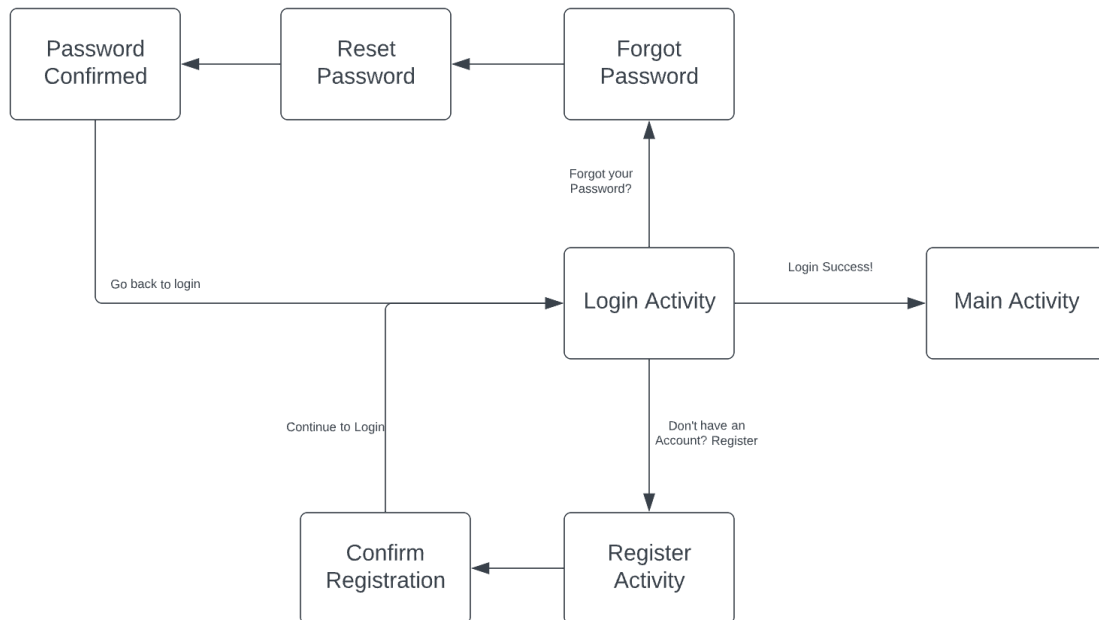 Password
Confirmed
Reset
Password
Forgot
Password
Forgot your
Password?
Go back to login
Login Activity
Login Success!
Main Activity
Continue to Login
Don't have an
Account? Register
Confirm
Registration
Register
Activity